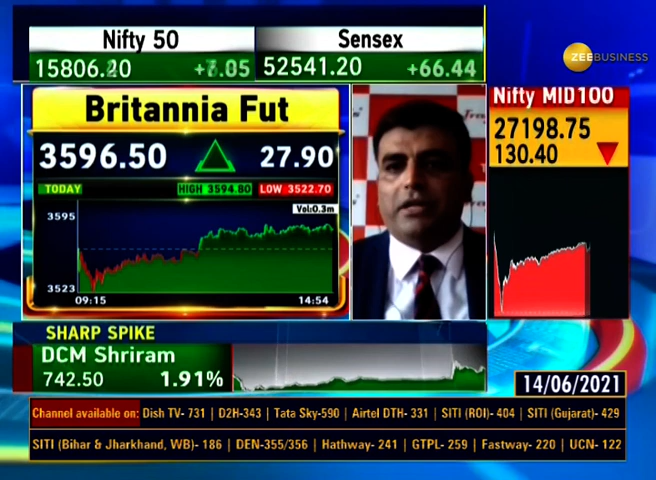 Nifty 50
15806.20
Sensex
52541.20 +66.44
ZEEBUSINESS
Britannia Fut
3596.50 27.90
TODAY HIGH 3594.80 LOW 3522.70
Vol:0.3m
3595
3523
09:15 14:54
Nifty MID100
27198.75
130.40
SHARP SPIKE
DCM Shriram
742.50 1.91%
14/06/2021
Channel available on: Dish TV- 731 | D2H-343 | Tata Sky-590 | Airtel DTH- 331 | SITI (ROI)- 404 | SITI (Gujarat)- 429
SITI (Bihar & Jharkhand, WB)- 186 | DEN-355/356 | Hathway- 241 | GTPL- 259 | Fastway- 220 | UCN- 122